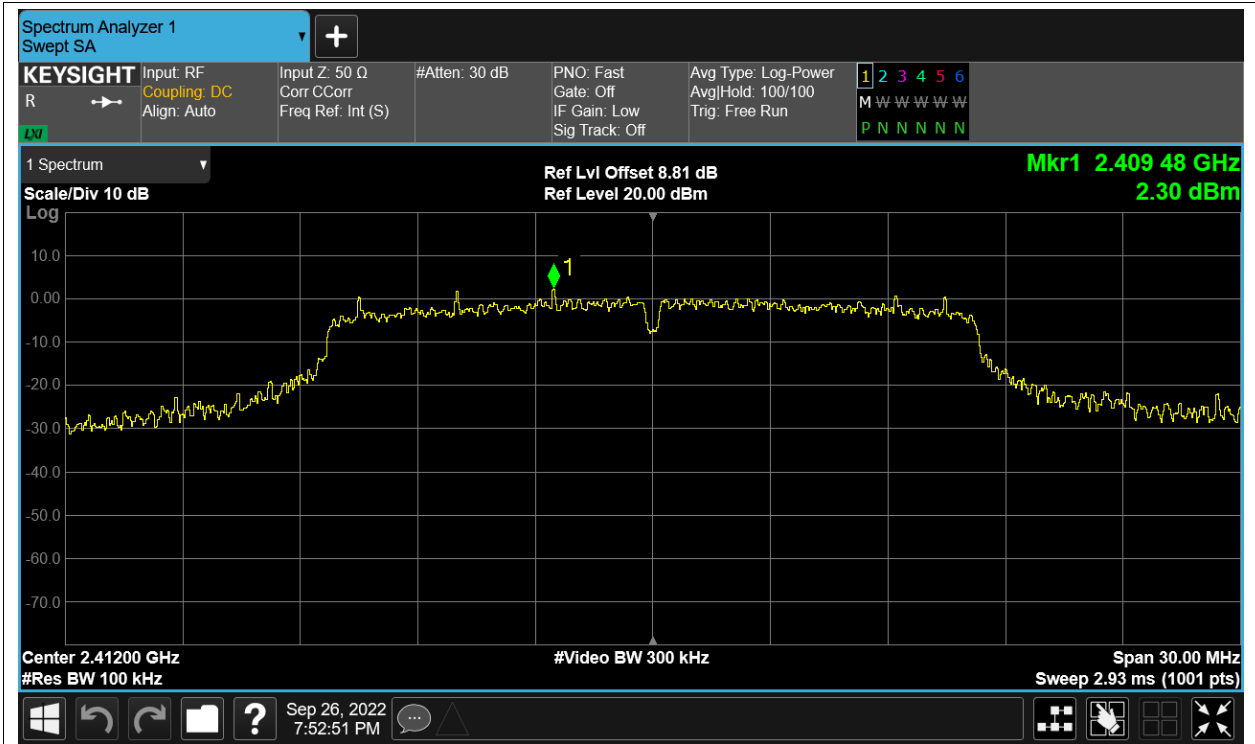 Spectrum Analyzer 1
Swept SA
KEYSIGHT
R
LXI
Input: RF
Coupling: DC
Align: Auto
Input Z: 50 Ω
Corr CCorr
Freq Ref: Int (S)
#Atten: 30 dB
PNO: Fast
Gate: Off
IF Gain: Low
Sig Track: Off
Avg Type: Log-Power
Avg|Hold: 100/100
Trig: Free Run
1 2 3 4 5 6
M W W W W W
P N N N N N
1 Spectrum
Scale/Div 10 dB
Log
Ref Lvl Offset 8.81 dB
Ref Level 20.00 dBm
Mkr1 2.409 48 GHz
2.30 dBm
10.0
0.00
-10.0
-20.0
-30.0
-40.0
-50.0
-60.0
-70.0
1
Center 2.41200 GHz
#Res BW 100 kHz
#Video BW 300 kHz
Span 30.00 MHz
Sweep 2.93 ms (1001 pts)
?
Sep 26, 2022
7:52:51 PM